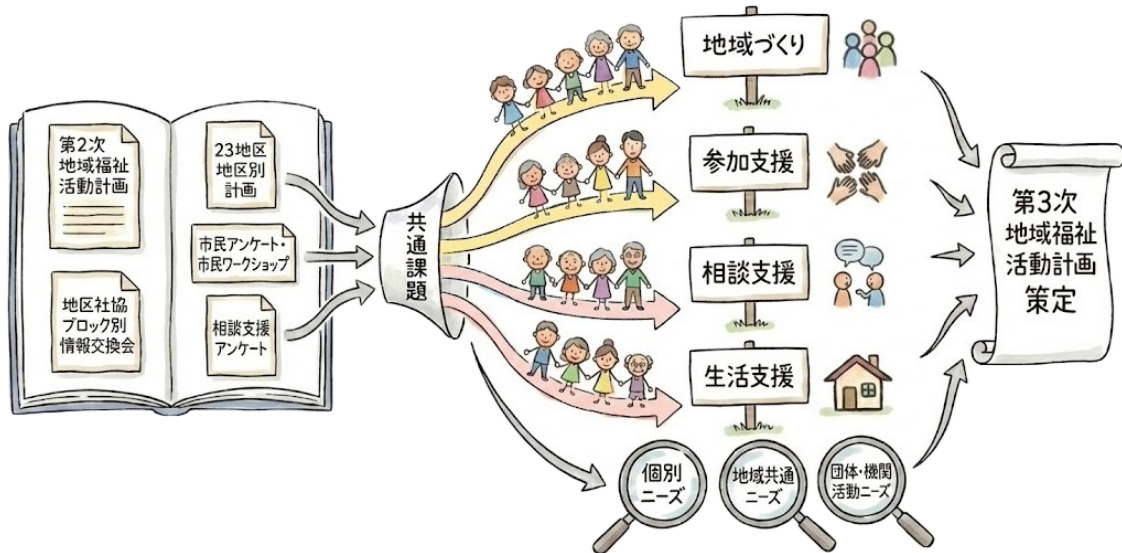 第2次
地域福祉
活動計画
地区社協
ブロック別
情報交換会
23地区
地区別
計画
市民アンケート・
市民ワークショップ
相談支援
アンケート
共通課題
地域づくり
参加支援
相談支援
生活支援
個別
ニーズ
地域共通
ニーズ
団体・機関
活動ニーズ
第3次
地域福祉
活動計画
策定